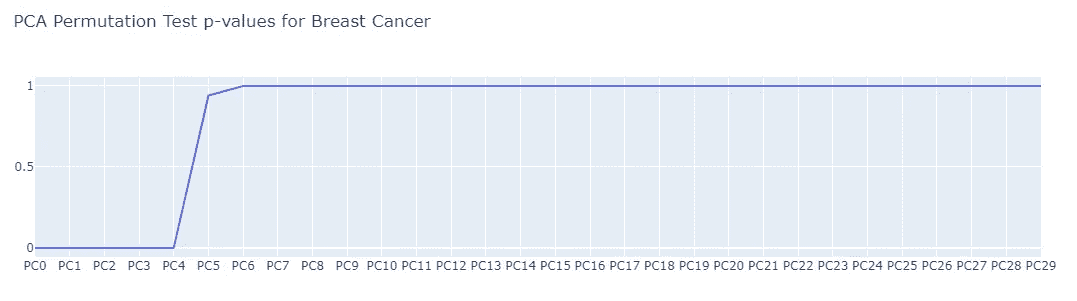 PCA Permutation Test p-values for Breast Cancer
1
0.5
0
PC0 PC1 PC2 PC3 PC4 PC5 PC6 PC7 PC8 PC9 PC10 PC11 PC12 PC13 PC14 PC15 PC16 PC17 PC18 PC19 PC20 PC21 PC22 PC23 PC24 PC25 PC26 PC27 PC28 PC29